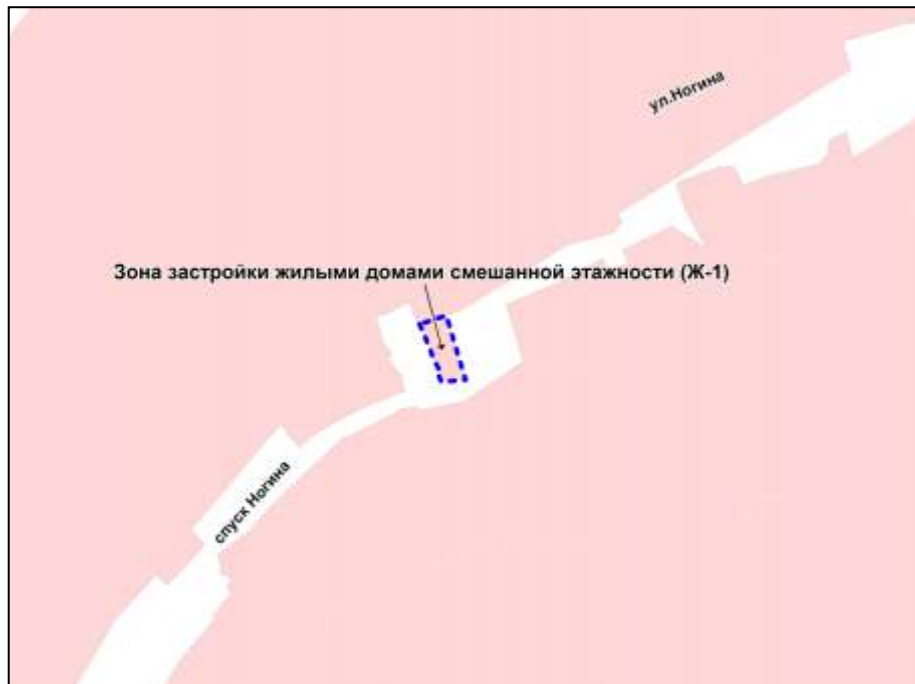 ул.Ногина
Зона застройки жилыми домами смешанной этажности (Ж-1)
спуск Ногина